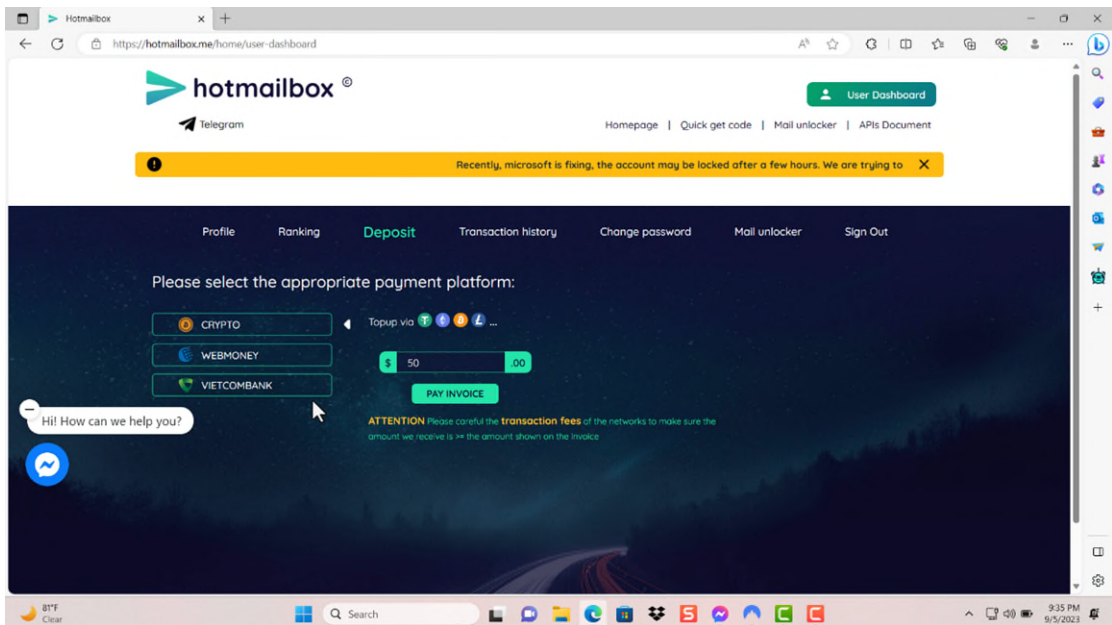 Hotmailbox
https://hotmailbox.me/home/user-dashboard
hotmailbox ©
User Dashboard
Telegram
Homepage | Quick get code | Mail unlocker | APIs Document
Recently, microsoft is fixing, the account may be locked after a few hours. We are trying to
Profile Ranking Deposit Transaction history Change password Mail unlocker Sign Out
Please select the appropriate payment platform:
CRYPTO
WEBMONEY
VIETCOMBANK
Topup via ...
$ 50 .00
PAY INVOICE
ATTENTION Please careful the transaction fees of the networks to make sure the
amount we receive is >= the amount shown on the invoice
Hi! How can we help you?
81°F
Clear
Search
9:35 PM
9/5/2023